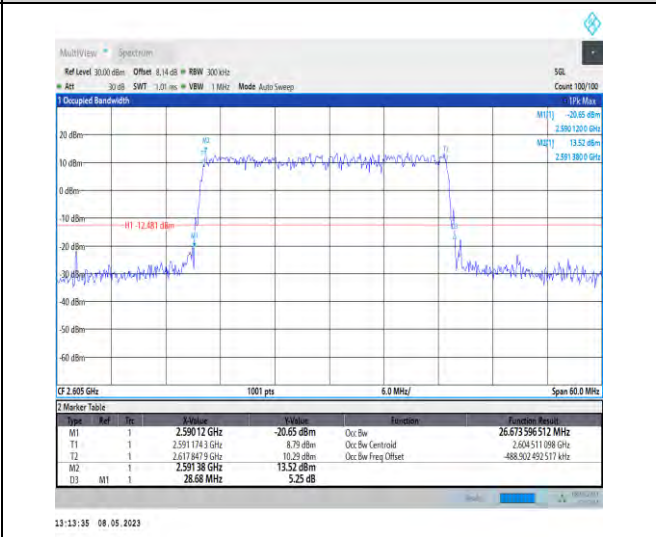 MultiView Spectrum
Ref Level 30.00 dBm Offset 8.14 dB RBW 300 kHz SGL
Att 30 dB SWT 1.01 ms VBW 1 MHz Mode Auto Sweep Count 100/100
1 Occupied Bandwidth 1Pk Max
M1[1] -20.65 dBm
2.590 120 0 GHz
M2[1] 13.52 dBm
2.591 380 0 GHz
20 dBm
M2
T1
10 dBm
0 dBm
-10 dBm
H1 -12.481 dBm
M1
-20 dBm
-30 dBm
-40 dBm
-50 dBm
-60 dBm
CF 2.605 GHz 1001 pts 6.0 MHz/ Span 60.0 MHz
2 Marker Table
Type Ref Trc X-Value Y-Value Function Function Result
M1 1 2.590 12 GHz -20.65 dBm Occ Bw 26.673 596 512 MHz
T1 1 2.591 174 3 GHz 8.79 dBm Occ Bw Centroid 2.604 511 098 GHz
T2 1 2.617 847 9 GHz 10.29 dBm Occ Bw Freq Offset -488.902 492 517 kHz
M2 1 2.591 38 GHz 13.52 dBm
D3 M1 1 28.68 MHz 5.25 dB
13:13:35 08.05.2023